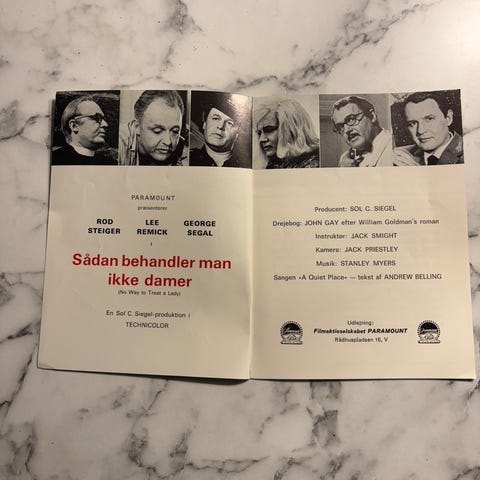 PARAMOUNT
præsenterer
ROD STEIGER
LEE REMICK
GEORGE SEGAL
i
Sådan behandler man
ikke damer
(No Way to Treat a Lady)
En Sol C. Siegel-produktion i
TECHNICOLOR
Producent: SOL C. SIEGEL
Drejebog: JOHN GAY efter William Goldman's roman
Instruktør: JACK SMIGHT
Kamera: JACK PRIESTLEY
Musik: STANLEY MYERS
Sangen »A Quiet Place« — tekst af ANDREW BELLING
Udlejning:
Filmaktieselskabet PARAMOUNT
Rådhuspladsen 16, V